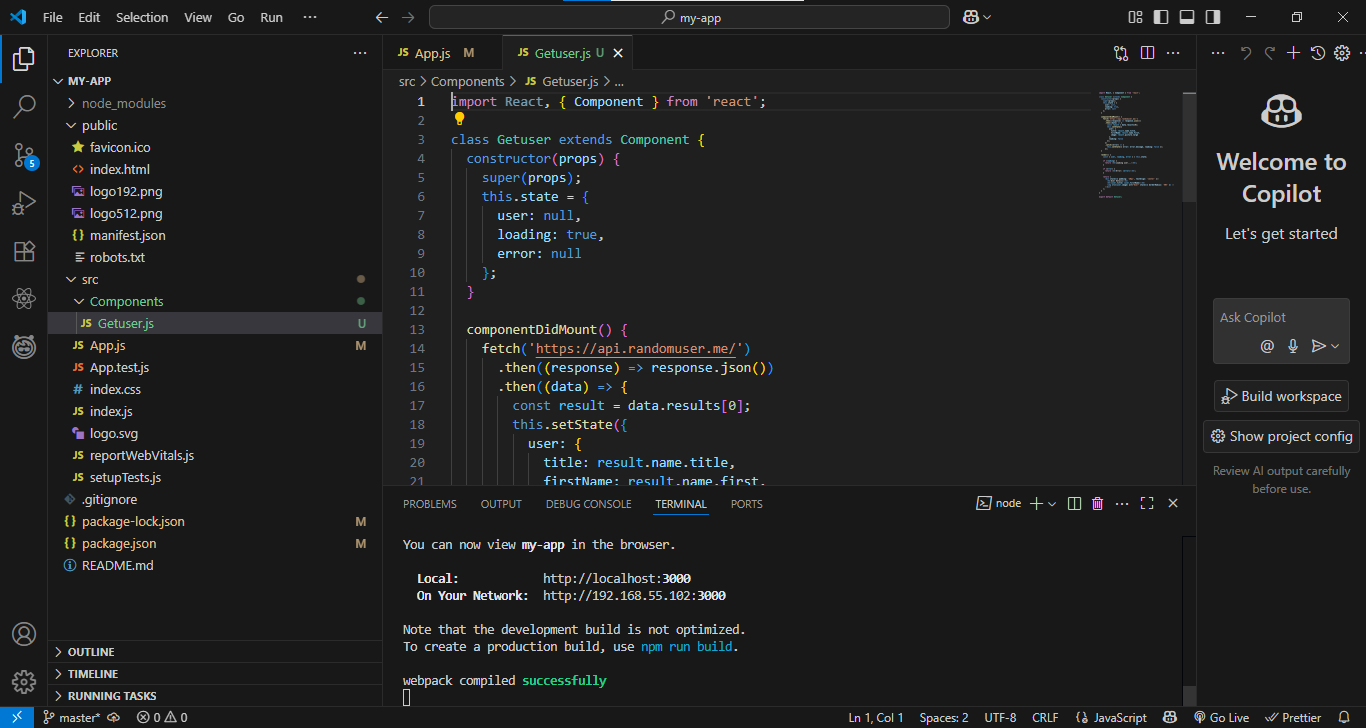 File Edit Selection View Go Run ···
my-app
EXPLORER
MY-APP
node_modules
public
favicon.ico
index.html
logo192.png
logo512.png
manifest.json
robots.txt
src
Components
Getuser.js U
App.js M
App.test.js
index.css
index.js
logo.svg
reportWebVitals.js
setupTests.js
.gitignore
package-lock.json M
package.json M
README.md
OUTLINE
TIMELINE
RUNNING TASKS
5
JS App.js M
JS Getuser.js U
src > Components > JS Getuser.js > ...
1 import React, { Component } from 'react';
2
3 class Getuser extends Component {
4 constructor(props) {
5 super(props);
6 this.state = {
7 user: null,
8 loading: true,
9 error: null
10 };
11 }
12
13 componentDidMount() {
14 fetch('https://api.randomuser.me/')
15 .then((response) => response.json())
16 .then((data) => {
17 const result = data.results[0];
18 this.setState({
19 user: {
20 title: result.name.title,
21 firstName: result.name.first,
PROBLEMS OUTPUT DEBUG CONSOLE TERMINAL PORTS
node
You can now view my-app in the browser.
Local: http://localhost:3000
On Your Network: http://192.168.55.102:3000
Note that the development build is not optimized.
To create a production build, use npm run build.
webpack compiled successfully
Welcome to
Copilot
Let's get started
Ask Copilot
@
Build workspace
Show project config
Review AI output carefully
before use.
master* 0 0
Ln 1, Col 1 Spaces: 2 UTF-8 CRLF {} JavaScript Go Live Prettier